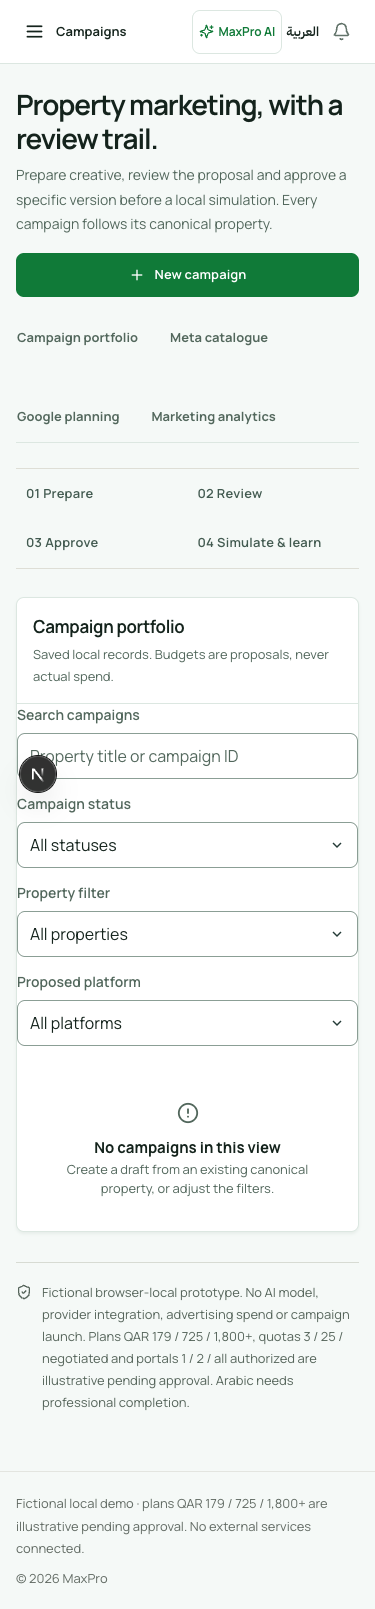 Campaigns
MaxPro AI
العربية
Property marketing, with a
review trail.
Prepare creative, review the proposal and approve a
specific version before a local simulation. Every
campaign follows its canonical property.
New campaign
Campaign portfolio
Meta catalogue
Google planning
Marketing analytics
01 Prepare
02 Review
03 Approve
04 Simulate & learn
Campaign portfolio
Saved local records. Budgets are proposals, never
actual spend.
Search campaigns
Property title or campaign ID
N
Campaign status
All statuses
Property filter
All properties
Proposed platform
All platforms
No campaigns in this view
Create a draft from an existing canonical
property, or adjust the filters.
Fictional browser-local prototype. No AI model,
provider integration, advertising spend or campaign
launch. Plans QAR 179 / 725 / 1,800+, quotas 3 / 25 /
negotiated and portals 1 / 2 / all authorized are
illustrative pending approval. Arabic needs
professional completion.
Fictional local demo · plans QAR 179 / 725 / 1,800+ are
illustrative pending approval. No external services
connected.
© 2026 MaxPro